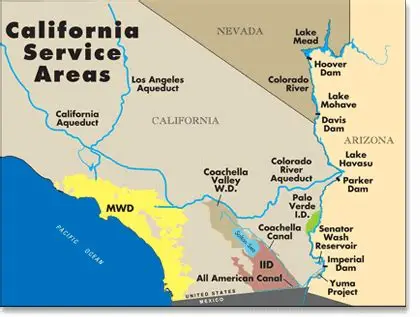 California
Service
Areas
NEVADA
Lake
Mead
Hoover
Dam
Colorado
River
Los Angeles
Aqueduct
Lake
Mohave
Davis
Dam
California
Aqueduct
CALIFORNIA
ARIZONA
Lake
Havasu
Colorado
River
Aqueduct
Parker
Dam
Coachella
Valley
W.D.
Palo
Verde
I.D.
MWD
Coachella
Canal
Senator
Wash
Reservoir
Salton Sea
PACIFIC OCEAN
IID
Imperial
Dam
All American Canal
Yuma
Project
UNITED STATES
MEXICO